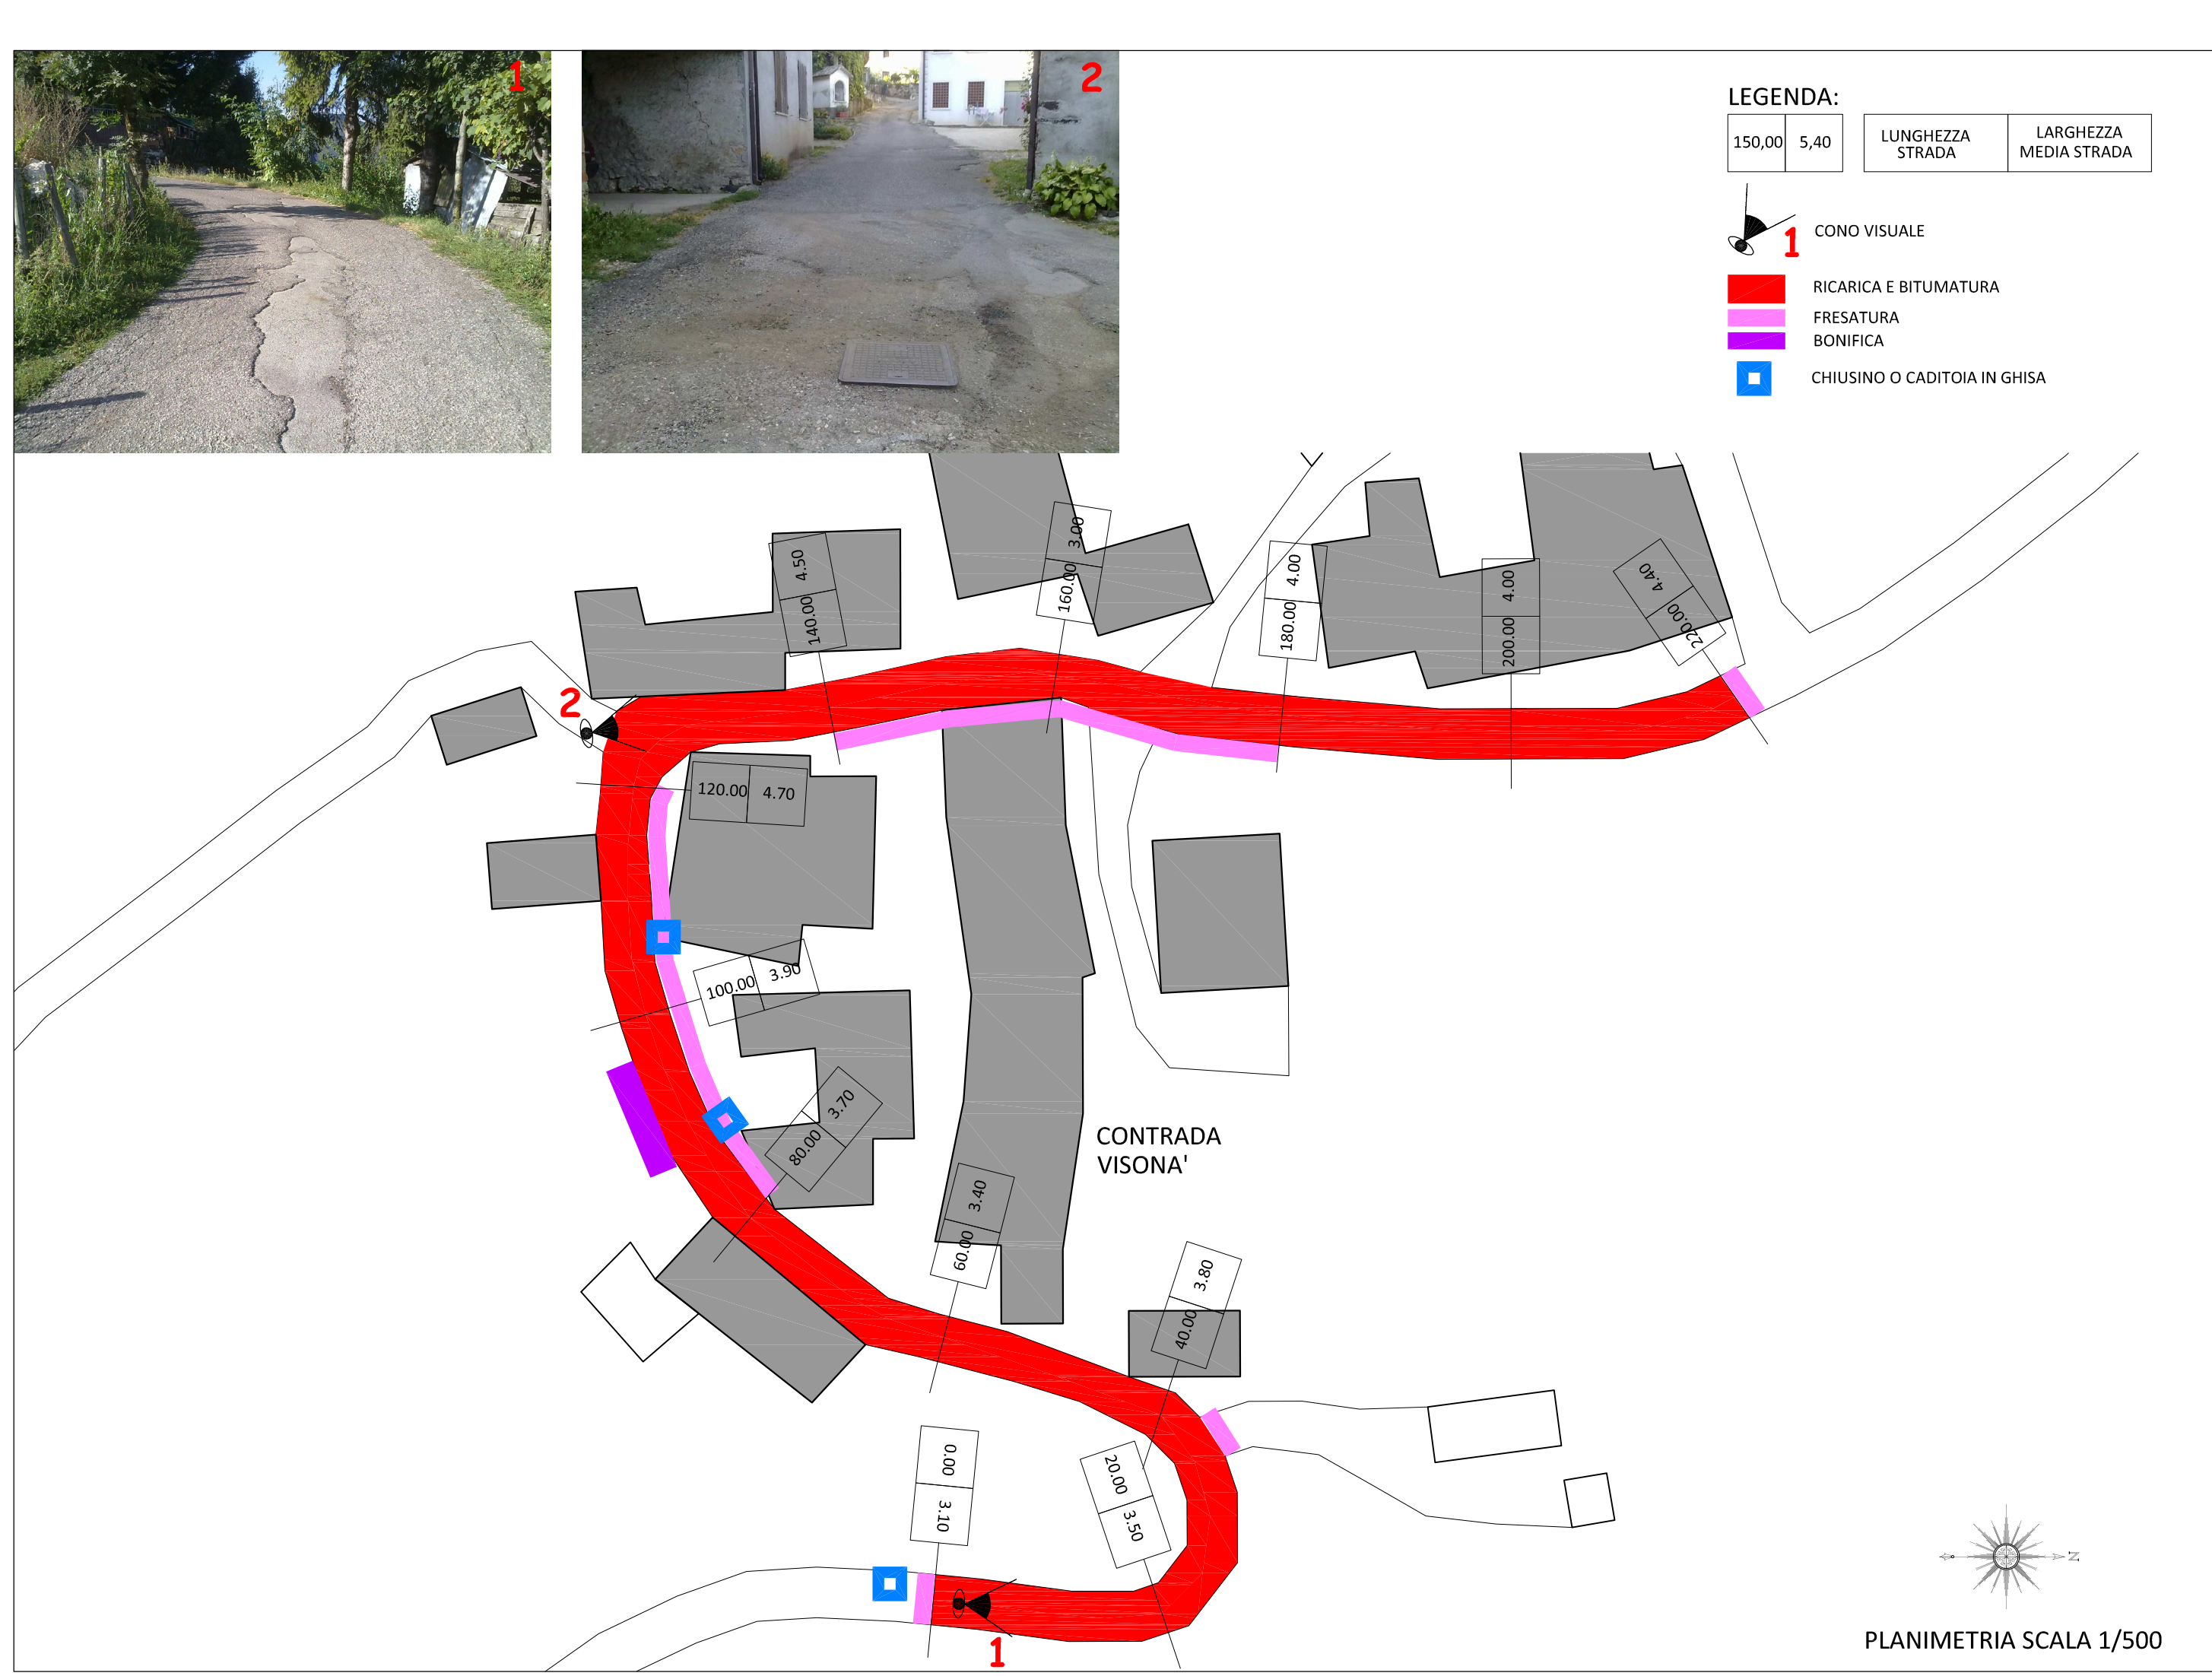 1
2
LEGENDA:
150,00 5,40
LUNGHEZZA STRADA
LARGHEZZA MEDIA STRADA
1
CONO VISUALE
RICARICA E BITUMATURA
FRESATURA
BONIFICA
CHIUSINO O CADITOIA IN GHISA
140.00 4.50
160.00 3.00
180.00 4.00
200.00 4.00
220.00 4.40
2
120.00 4.70
100.00 3.90
80.00 3.70
CONTRADA
VISONA'
60.00 3.40
40.00 3.80
0.00 3.10
20.00 3.50
1
N
PLANIMETRIA SCALA 1/500